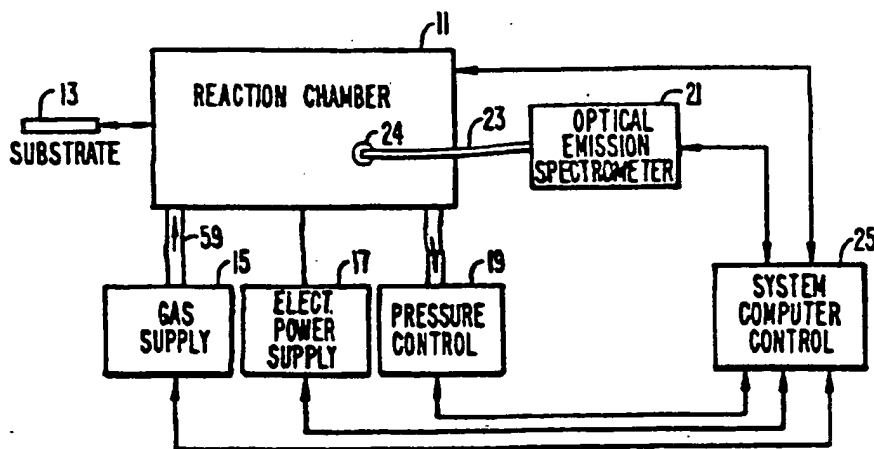 11
REACTION CHAMBER
13
SUBSTRATE
24
23
21
OPTICAL
EMISSION
SPECTROMETER
59
15
GAS
SUPPLY
17
ELECT.
POWER
SUPPLY
19
PRESSURE
CONTROL
25
SYSTEM
COMPUTER
CONTROL